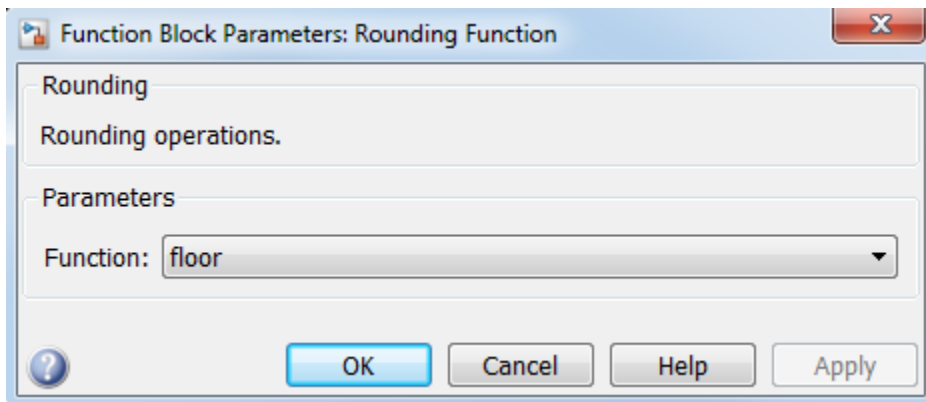 Function Block Parameters: Rounding Function
Rounding
Rounding operations.
Parameters
Function: floor
OK Cancel Help Apply